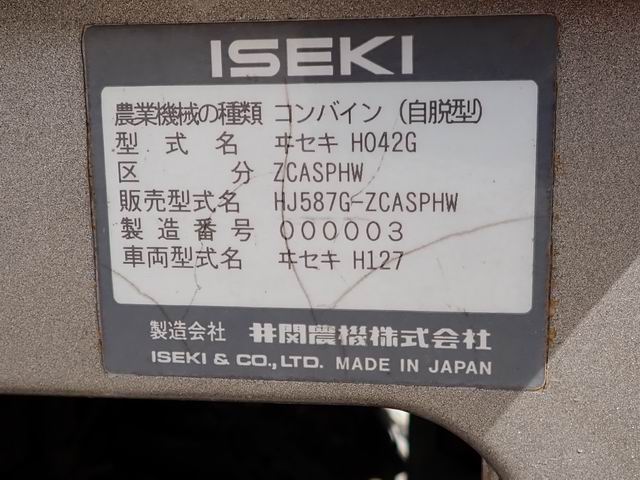 ISEKI
農業機械の種類 コンバイン (自脱型)
型式名 ヰセキ HO42G
区分 ZCASPHW
販売型式名 HJ587G-ZCASPHW
製造番号 000003
車両型式名 ヰセキ H127
製造会社 井関農機株式会社
ISEKI & CO.,LTD. MADE IN JAPAN